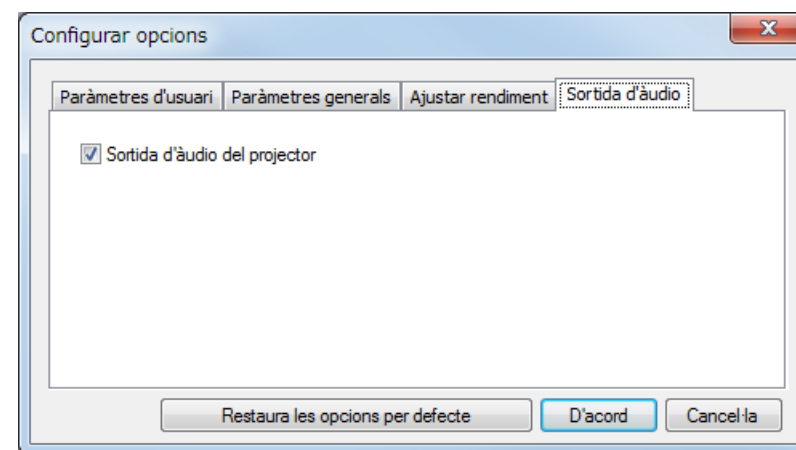 Configurar opcions
Paràmetres d'usuari Paràmetres generals Ajustar rendiment Sortida d'àudio
Sortida d'àudio del projector
Restaura les opcions per defecte D'acord Cancel·la